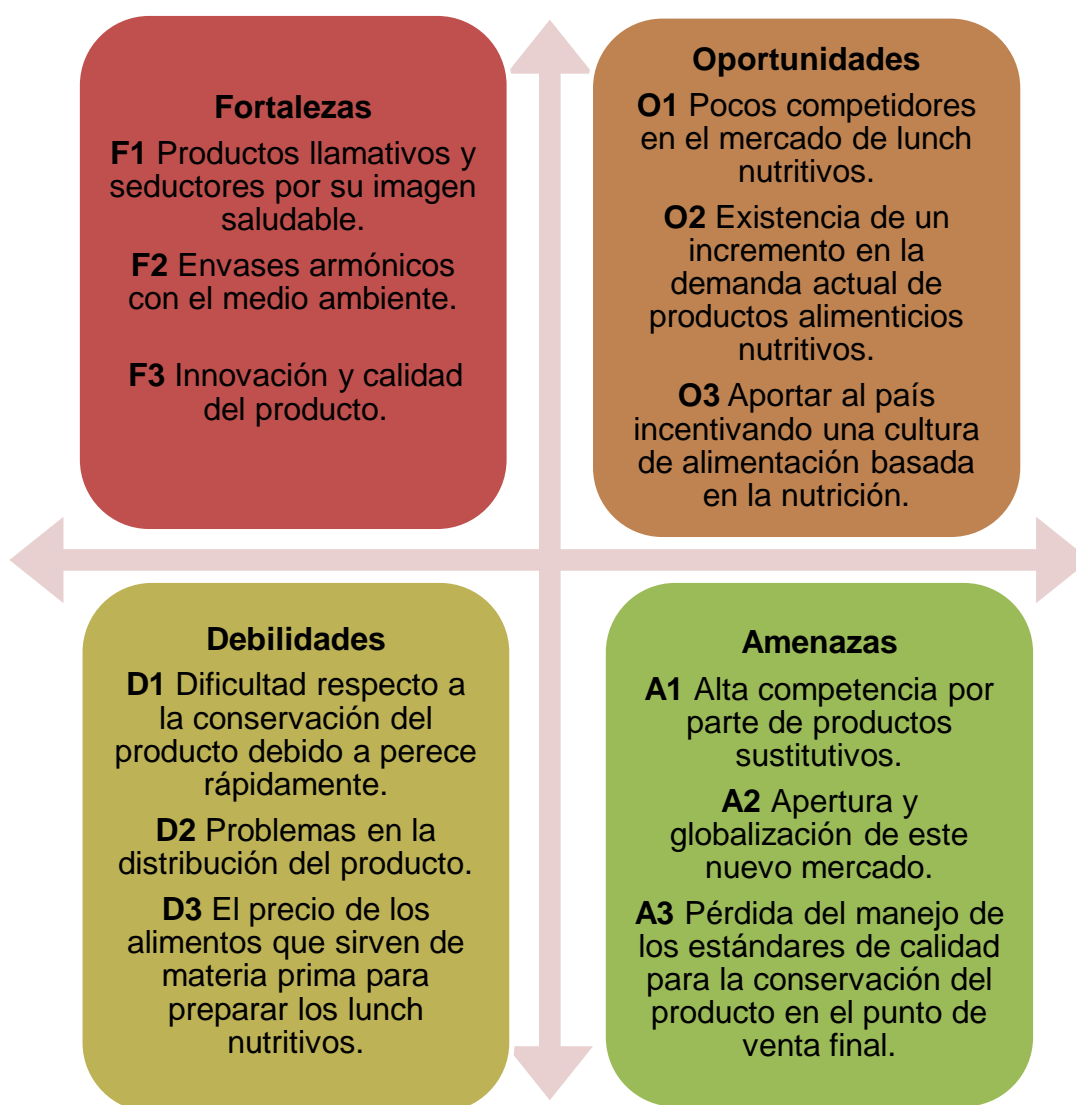 Fortalezas
F1 Productos llamativos y
seductores por su imagen
saludable.
F2 Envases armónicos
con el medio ambiente.
F3 Innovación y calidad
del producto.
Oportunidades
O1 Pocos competidores
en el mercado de lunch
nutritivos.
O2 Existencia de un
incremento en la
demanda actual de
productos alimenticios
nutritivos.
O3 Aportar al país
incentivando una cultura
de alimentación basada
en la nutrición.
Debilidades
D1 Dificultad respecto a
la conservación del
producto debido a perece
rápidamente.
D2 Problemas en la
distribución del producto.
D3 El precio de los
alimentos que sirven de
materia prima para
preparar los lunch
nutritivos.
Amenazas
A1 Alta competencia por
parte de productos
sustitutivos.
A2 Apertura y
globalización de este
nuevo mercado.
A3 Pérdida del manejo de
los estándares de calidad
para la conservación del
producto en el punto de
venta final.